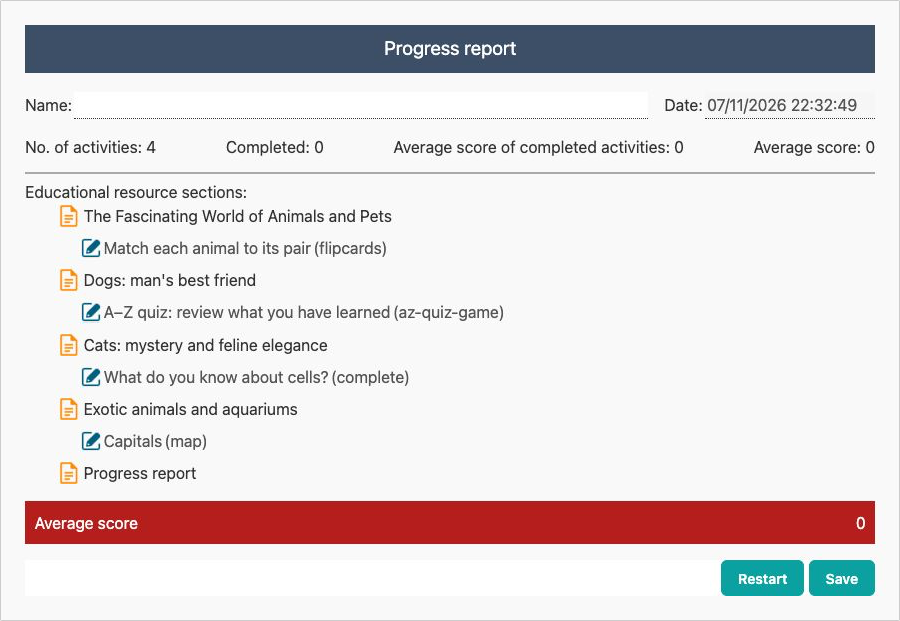 Progress report
Name: Date: 07/11/2026 22:32:49
No. of activities: 4 Completed: 0 Average score of completed activities: 0 Average score: 0
Educational resource sections:
The Fascinating World of Animals and Pets
Match each animal to its pair (flipcards)
Dogs: man's best friend
A–Z quiz: review what you have learned (az-quiz-game)
Cats: mystery and feline elegance
What do you know about cells? (complete)
Exotic animals and aquariums
Capitals (map)
Progress report
Average score 0
Restart Save